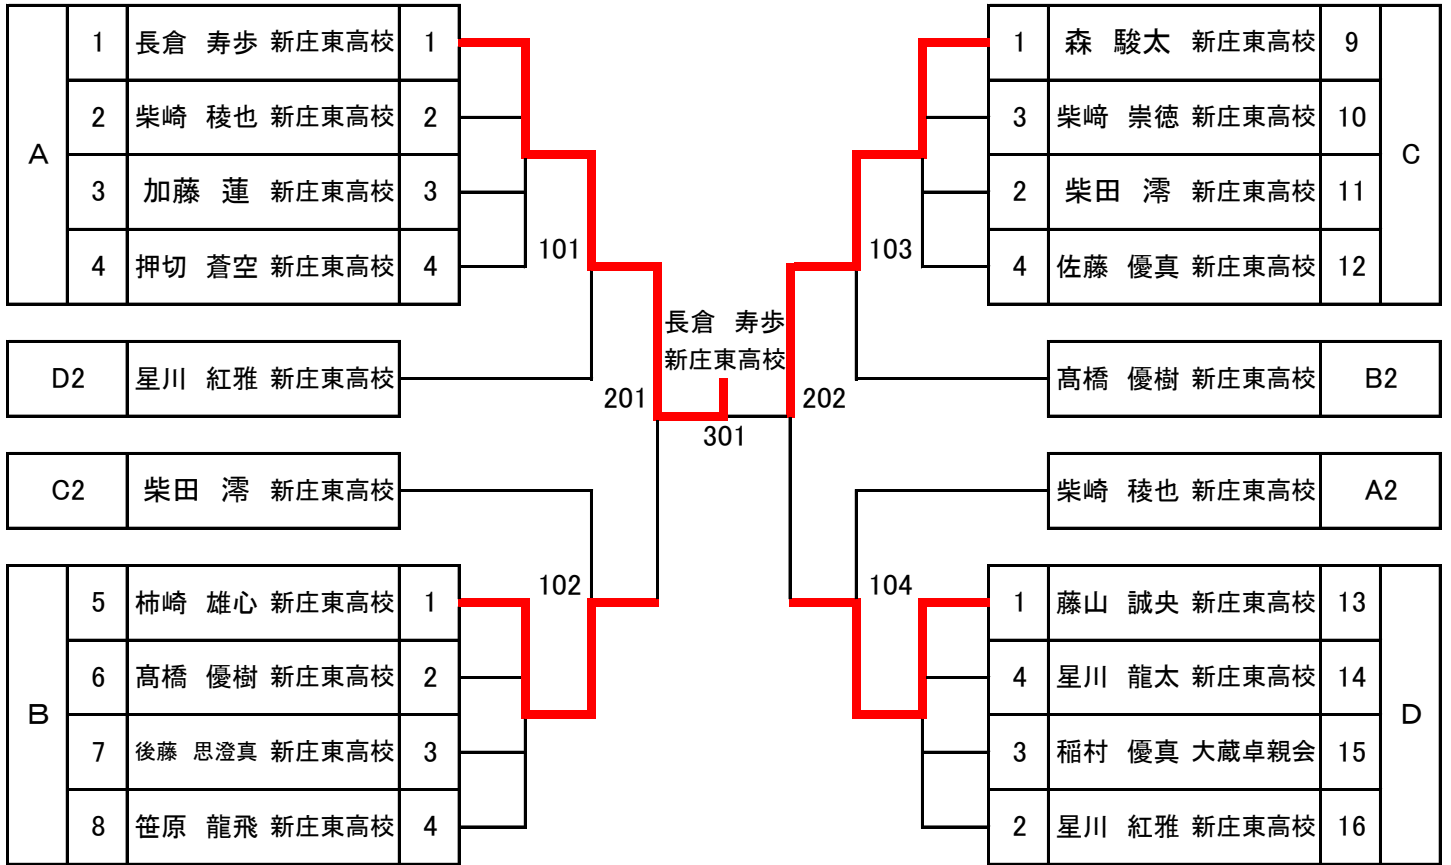 A
1 長倉 寿歩 新庄東高校 1
2 柴崎 稜也 新庄東高校 2
3 加藤 蓮 新庄東高校 3
4 押切 蒼空 新庄東高校 4
D2 星川 紅雅 新庄東高校
C2 柴田 澪 新庄東高校
B
5 柿崎 雄心 新庄東高校 1
6 髙橋 優樹 新庄東高校 2
7 後藤 思澄真 新庄東高校 3
8 笹原 龍飛 新庄東高校 4
101
102
201
長倉 寿歩
新庄東高校
301
202
103
104
1 森 駿太 新庄東高校 9
3 柴﨑 崇徳 新庄東高校 10
2 柴田 澪 新庄東高校 11
4 佐藤 優真 新庄東高校 12
C
髙橋 優樹 新庄東高校 B2
柴崎 稜也 新庄東高校 A2
1 藤山 誠央 新庄東高校 13
4 星川 龍太 新庄東高校 14
3 稲村 優真 大蔵卓親会 15
2 星川 紅雅 新庄東高校 16
D